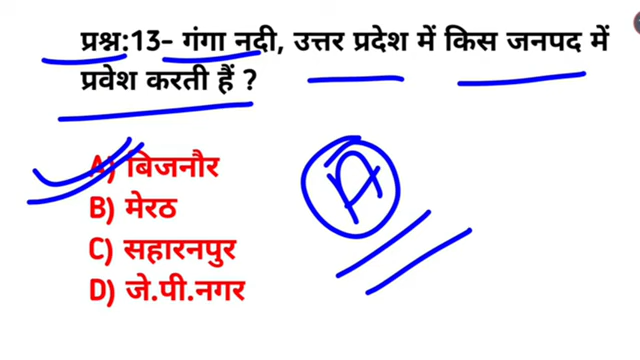 प्रश्न:13- गंगा नदी, उत्तर प्रदेश में किस जनपद में
प्रवेश करती हैं ?
A) बिजनौर
B) मेरठ
C) सहारनपुर
D) जे.पी.नगर
A